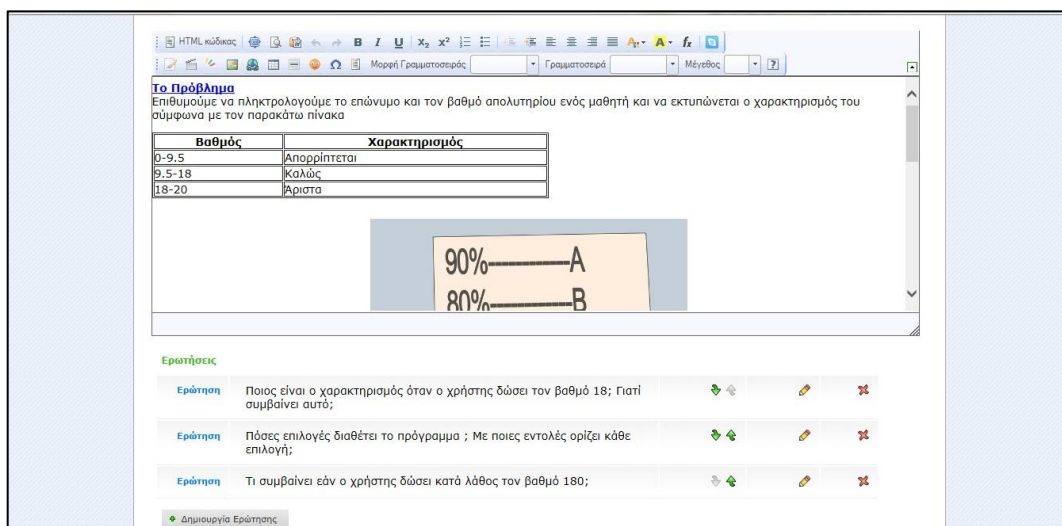 HTML κώδικας B I U X₂ X² A A fx
Ω Μορφή Γραμματοσειράς Γραμματοσειρά Μέγεθος ?
Το Πρόβλημα
Επιθυμούμε να πληκτρολογούμε το επώνυμο και τον βαθμό απολυτηρίου ενός μαθητή και να εκτυπώνεται ο χαρακτηρισμός του
σύμφωνα με τον παρακάτω πίνακα
Βαθμός Χαρακτηρισμός
0-9.5 Απορρίπτεται
9.5-18 Καλώς
18-20 Άριστα
90%----------A
80%----------B
Ερωτήσεις
Ερώτηση Ποιος είναι ο χαρακτηρισμός όταν ο χρήστης δώσει τον βαθμό 18; Γιατί
συμβαίνει αυτό;
Ερώτηση Πόσες επιλογές διαθέτει το πρόγραμμα ; Με ποιες εντολές ορίζει κάθε
επιλογή;
Ερώτηση Τι συμβαίνει εάν ο χρήστης δώσει κατά λάθος τον βαθμό 180;
Δημιουργία Ερώτησης